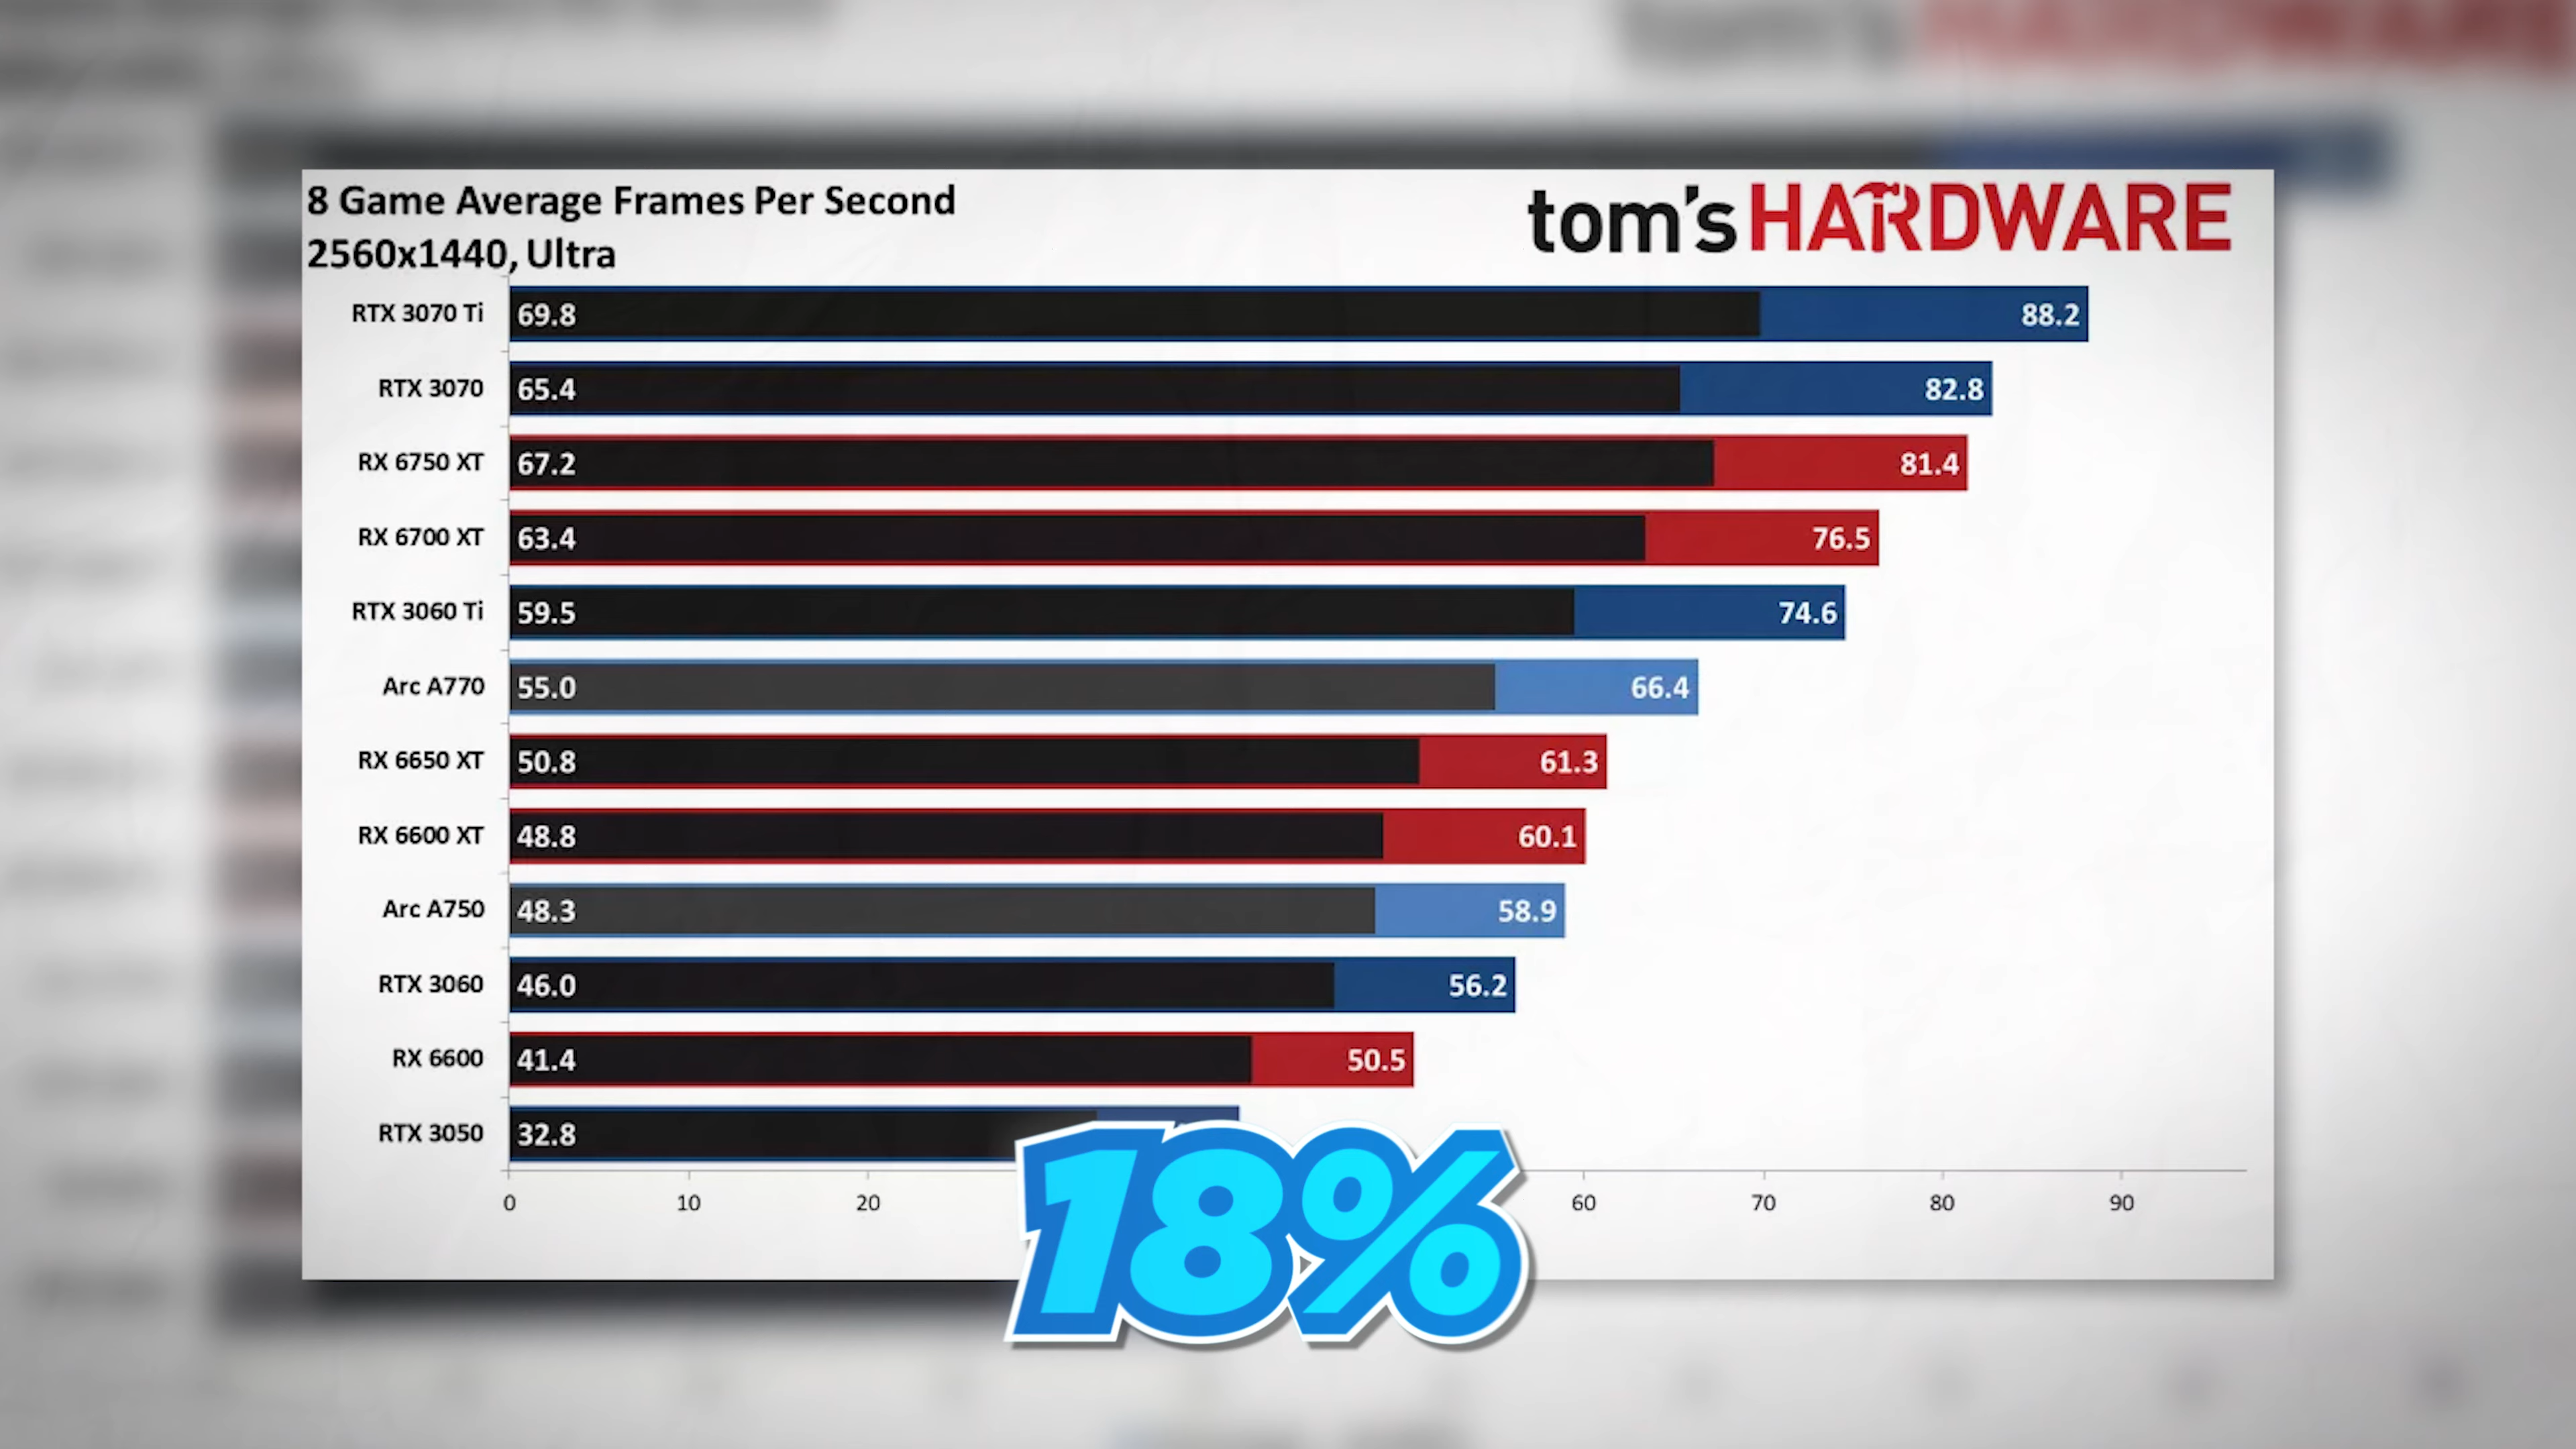 8 Game Average Frames Per Second
2560x1440, Ultra
tom's HARDWARE
RTX 3070 Ti 69.8 88.2
RTX 3070 65.4 82.8
RX 6750 XT 67.2 81.4
RX 6700 XT 63.4 76.5
RTX 3060 Ti 59.5 74.6
Arc A770 55.0 66.4
RX 6650 XT 50.8 61.3
RX 6600 XT 48.8 60.1
Arc A750 48.3 58.9
RTX 3060 46.0 56.2
RX 6600 41.4 50.5
RTX 3050 32.8
0 10 20 60 70 80 90
18%